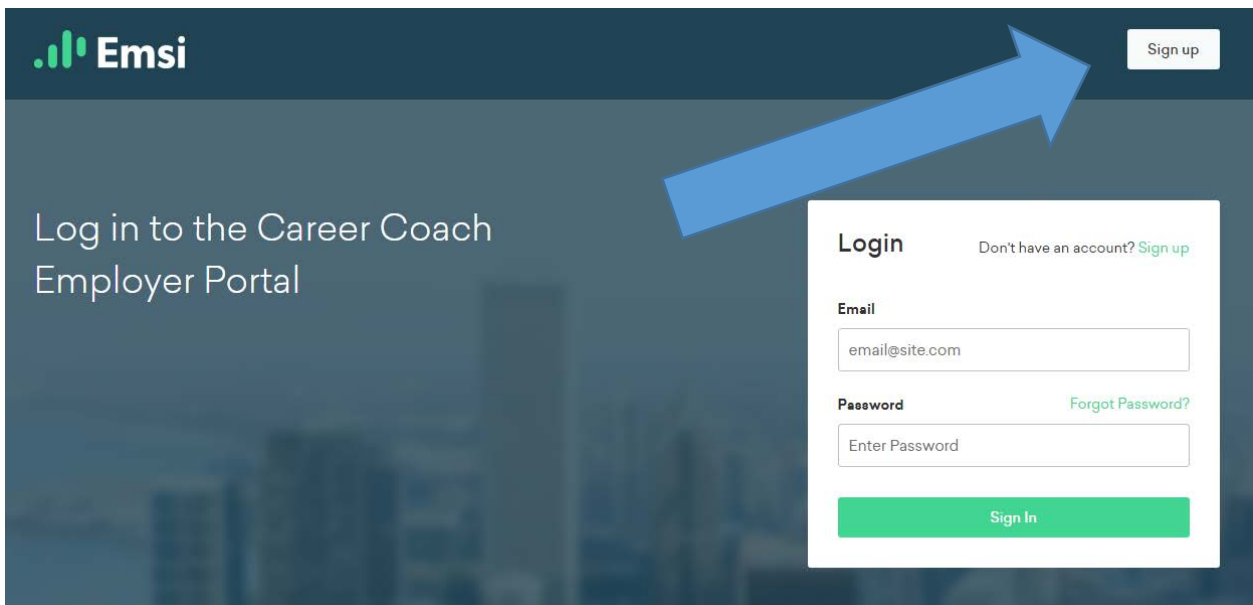 Emsi
Sign up
Log in to the Career Coach
Employer Portal
Login
Don't have an account? Sign up
Email
email@site.com
Password
Forgot Password?
Enter Password
Sign In